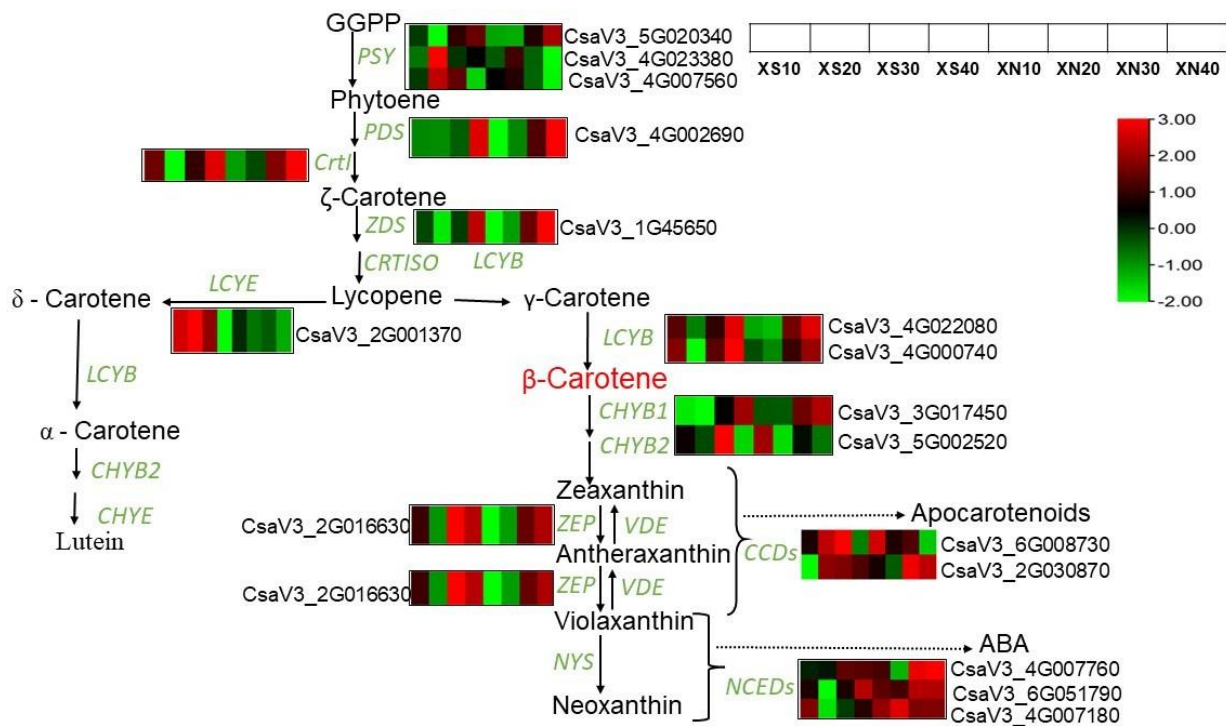 GGPP
PSY
CsaV3_5G020340
CsaV3_4G023380
CsaV3_4G007560
XS10 XS20 XS30 XS40 XN10 XN20 XN30 XN40
Phytoene
PDS
CsaV3_4G002690
CrtI
3.00
2.00
1.00
0.00
-1.00
-2.00
ζ-Carotene
ZDS
CsaV3_1G45650
CRTISO
LCYB
LCYE
δ - Carotene
Lycopene
γ-Carotene
CsaV3_2G001370
LCYB
CsaV3_4G022080
CsaV3_4G000740
LCYB
β-Carotene
CHYB1
CsaV3_3G017450
α - Carotene
CHYB2
CsaV3_5G002520
CHYB2
Zeaxanthin
CHYE
Lutein
CsaV3_2G016630
ZEP
VDE
Apocarotenoids
Antheraxanthin
CCDs
CsaV3_6G008730
CsaV3_2G030870
CsaV3_2G016630
ZEP
VDE
Violaxanthin
ABA
NYS
NCEDs
CsaV3_4G007760
CsaV3_6G051790
CsaV3_4G007180
Neoxanthin